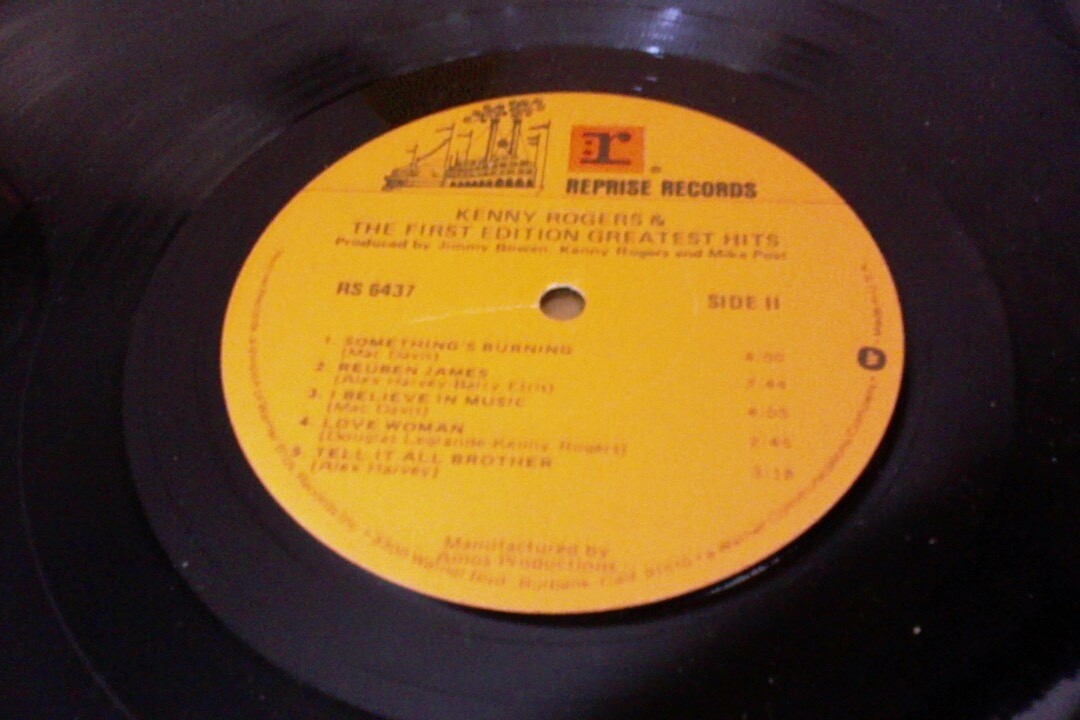 r
REPRISE RECORDS
KENNY ROGERS &
THE FIRST EDITION GREATEST HITS
Produced by Jimmy Bowen, Kenny Rogers and Mike Post
RS 6437
SIDE II
1. SOMETHING'S BURNING 4:00
(Mac Davis)
2. REUBEN JAMES 2:44
(Alex Harvey-Barry Etris)
3. I BELIEVE IN MUSIC 4:05
(Mac Davis)
4. LOVE WOMAN 2:45
(Douglas Legrande-Kenny Rogers)
5. TELL IT ALL BROTHER 3:18
(Alex Harvey)
Manufactured by
Amos Productions